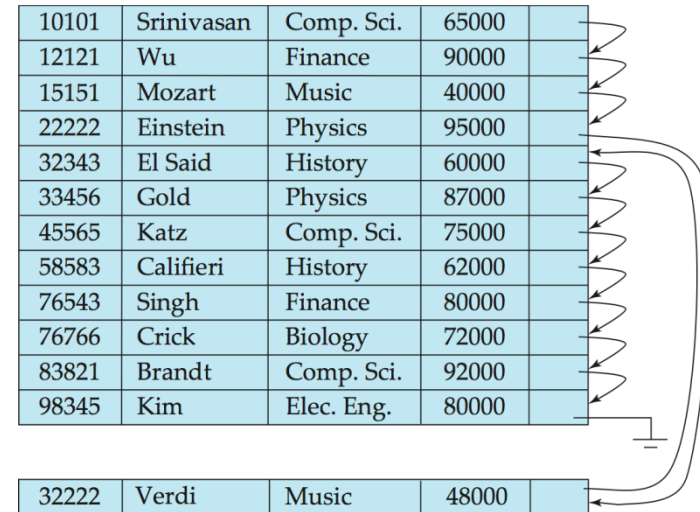 10101 Srinivasan Comp. Sci. 65000
12121 Wu Finance 90000
15151 Mozart Music 40000
22222 Einstein Physics 95000
32343 El Said History 60000
33456 Gold Physics 87000
45565 Katz Comp. Sci. 75000
58583 Califieri History 62000
76543 Singh Finance 80000
76766 Crick Biology 72000
83821 Brandt Comp. Sci. 92000
98345 Kim Elec. Eng. 80000
32222 Verdi Music 48000